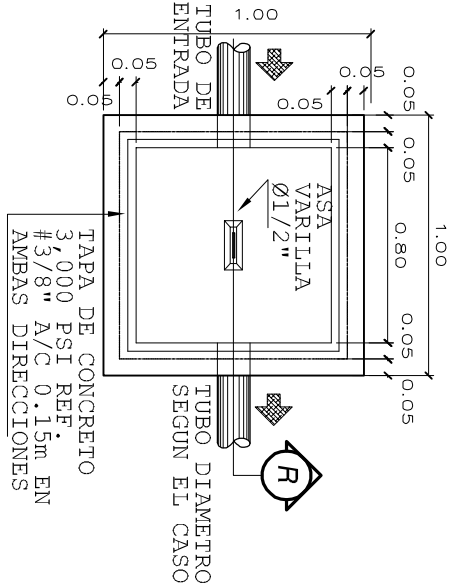 1.00
TUBO DE
ENTRADA
0.05
0.05
0.05
0.05
0.05
0.05
0.80
1.00
0.05
0.05
ASA
VARILLA
Ø1/2"
TAPA DE CONCRETO
3,000 PSI REF.
#3/8" A/C 0.15m EN
AMBAS DIRECCIONES
TUBO DIAMETRO
SEGUN EL CASO
R